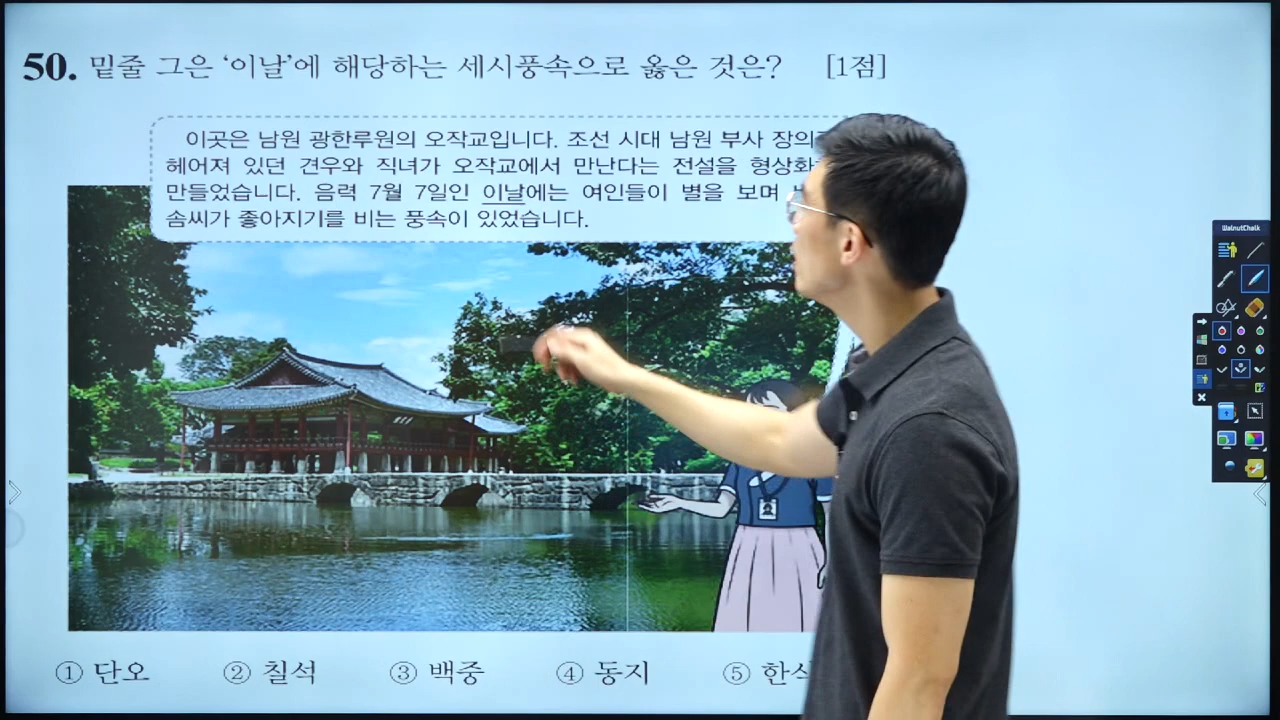 50. 밑줄 그은 ‘이날’에 해당하는 세시풍속으로 옳은 것은? [1점]
이곳은 남원 광한루원의 오작교입니다. 조선 시대 남원 부사
헤어져 있던 견우와 직녀가 오작교에서 만난다는 전설을
만들었습니다. 음력 7월 7일인 이날에는 여인들이 별을 보며
솜씨가 좋아지기를 비는 풍속이 있었습니다.
① 단오 ② 칠석 ③ 백중 ④ 동지 ⑤
WalnutChalk